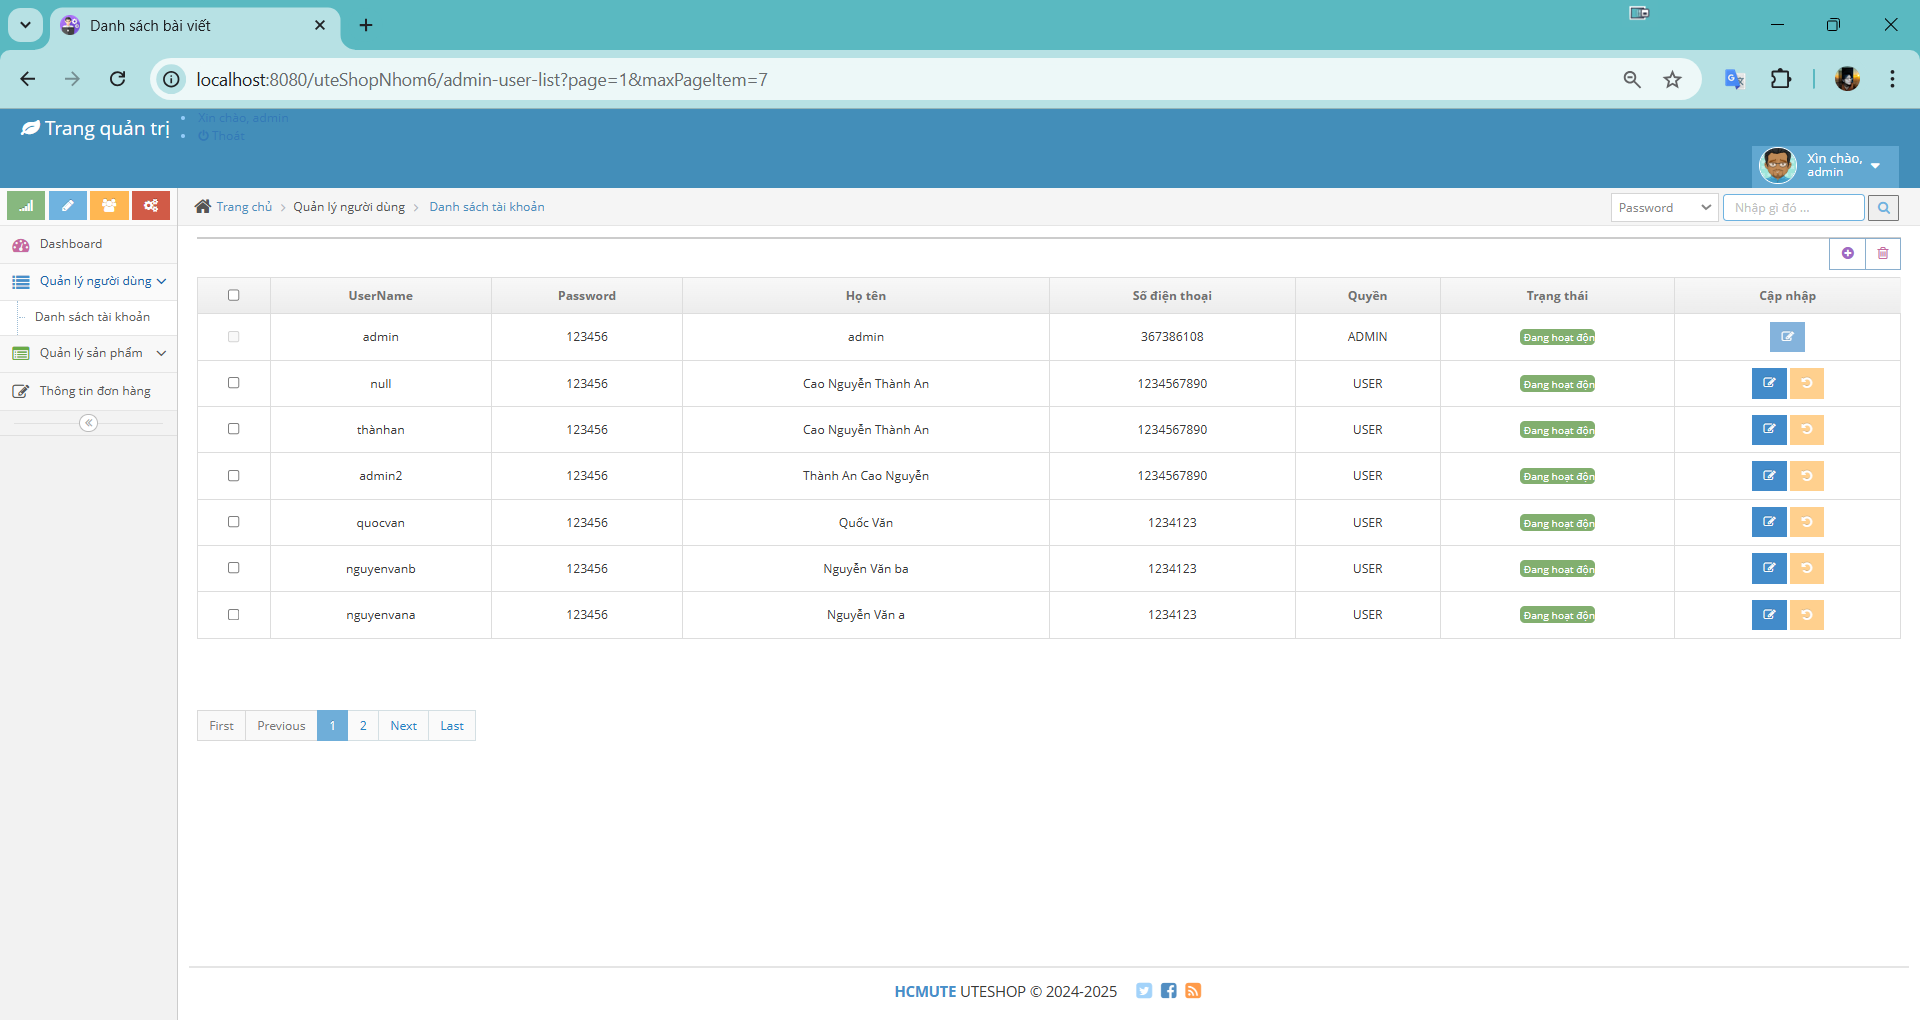 Danh sách bài viết
localhost:8080/uteShopNhom6/admin-user-list?page=1&maxPageItem=7
Trang quản trị
Xin chào, admin
Thoát
Xìn chào,
admin
Trang chủ > Quản lý người dùng > Danh sách tài khoản
Password
Nhập gì đó ...
Dashboard
Quản lý người dùng
Danh sách tài khoản
Quản lý sản phẩm
Thông tin đơn hàng
UserName Password Họ tên Số điện thoại Quyền Trạng thái Cập nhập
admin 123456 admin 367386108 ADMIN Đang hoạt độn
null 123456 Cao Nguyễn Thành An 1234567890 USER Đang hoạt độn
thànhan 123456 Cao Nguyễn Thành An 1234567890 USER Đang hoạt độn
admin2 123456 Thành An Cao Nguyễn 1234567890 USER Đang hoạt độn
quocvan 123456 Quốc Văn 1234123 USER Đang hoạt độn
nguyenvanb 123456 Nguyễn Văn ba 1234123 USER Đang hoạt độn
nguyenvana 123456 Nguyễn Văn a 1234123 USER Đang hoạt độn
First Previous 1 2 Next Last
HCMUTE UTESHOP © 2024-2025